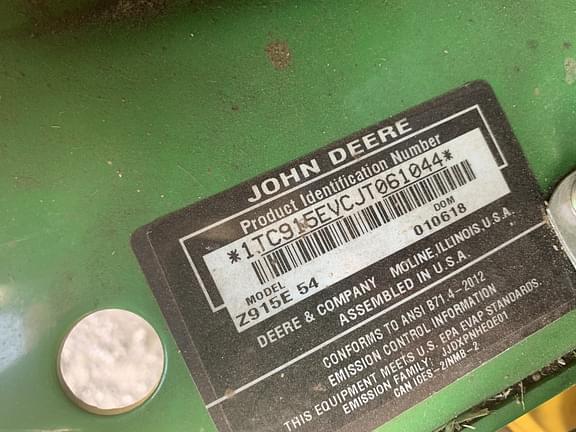 JOHN DEERE
Product Identification Number
*1TC915EVCJT061044*
MODEL DOM
Z915E 54 010618
DEERE & COMPANY MOLINE, ILLINOIS U.S.A.
ASSEMBLED IN U.S.A.
CONFORMS TO ANSI B71.4-2012
EMISSION CONTROL INFORMATION
THIS EQUIPMENT MEETS U.S. EPA EVAP STANDARDS.
EMISSION FAMILY: JJDXPNHEQE01
CAN ICES-2/NMB-2